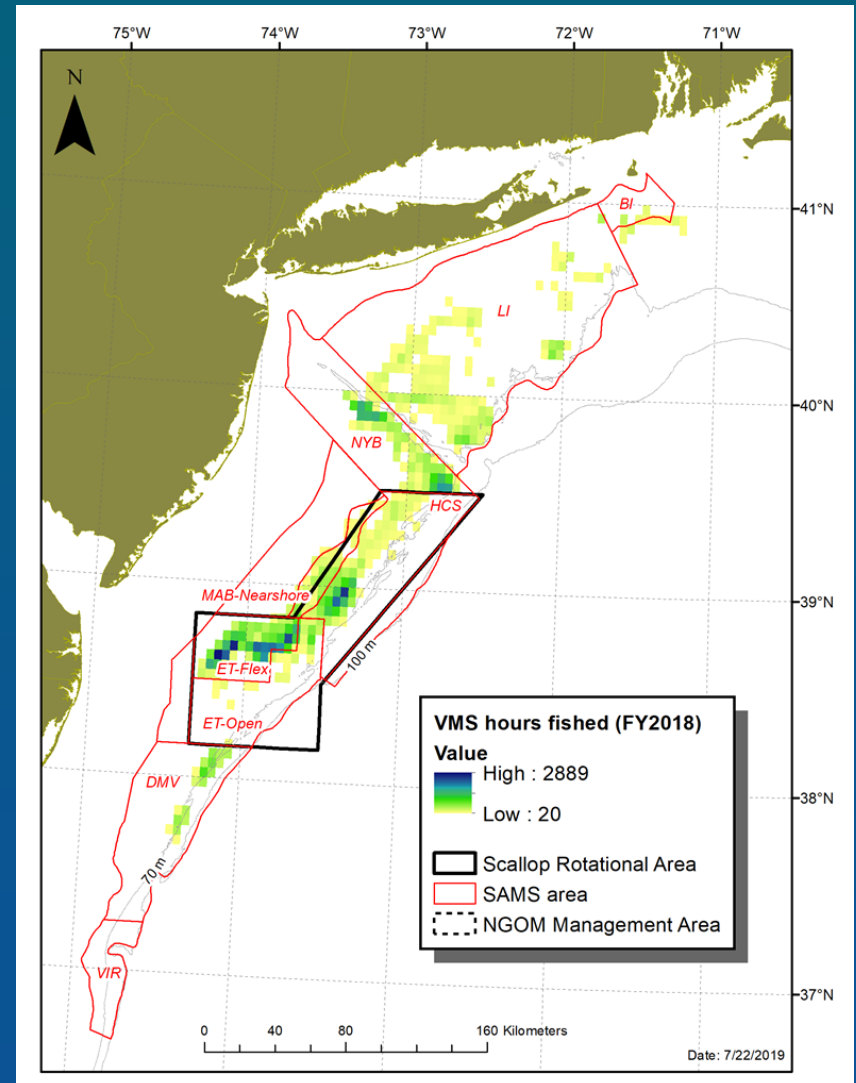 75°W 74°W 73°W 72°W 71°W
N
BI
41°N
LI
40°N
NYB
HCS
39°N
MAB-Nearshore
100 m
ET-Flex
ET-Open
VMS hours fished (FY2018)
Value
High : 2889
Low : 20
Scallop Rotational Area
SAMS area
NGOM Management Area
DMV
38°N
70 m
VIR
37°N
0 40 80 160 Kilometers
Date: 7/22/2019